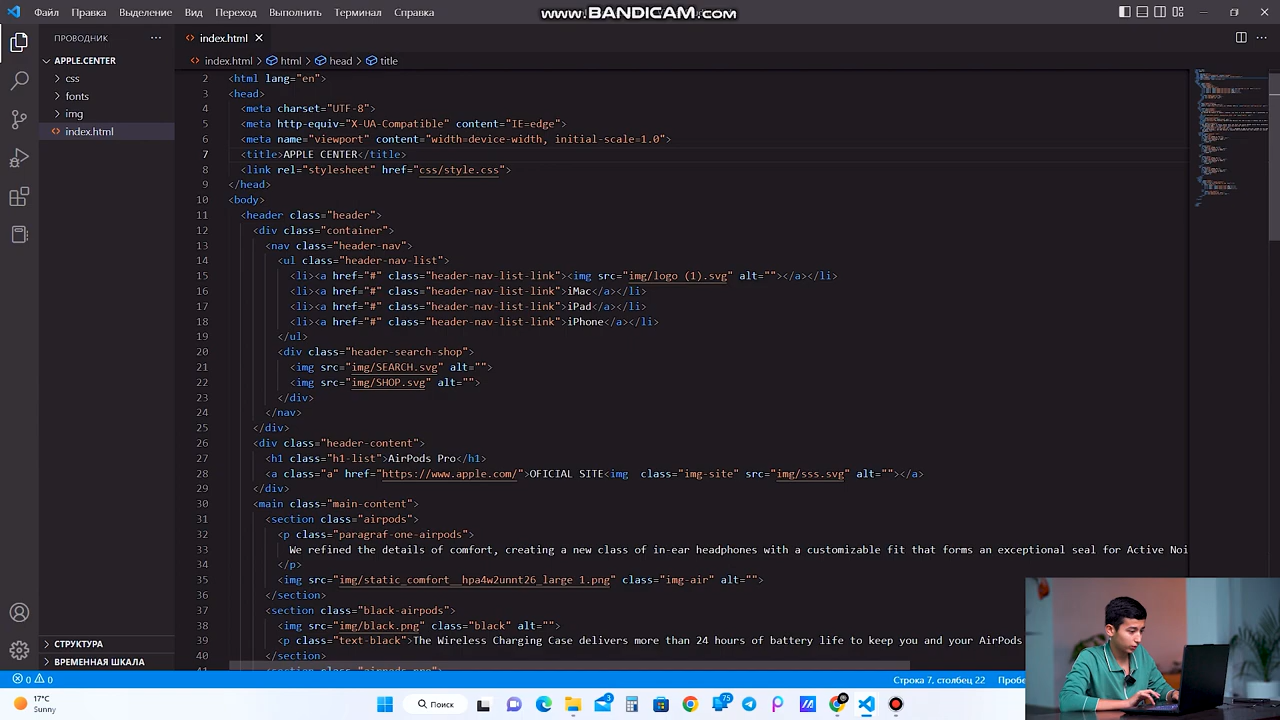 Файл Правка Выделение Вид Переход Выполнить Терминал Справка
www.BANDICAM.com
ПРОВОДНИК
index.html
APPLE.CENTER
index.html > html > head > title
css
fonts
img
index.html
2 <html lang="en">
3 <head>
4 <meta charset="UTF-8">
5 <meta http-equiv="X-UA-Compatible" content="IE=edge">
6 <meta name="viewport" content="width=device-width, initial-scale=1.0">
7 <title>APPLE CENTER</title>
8 <link rel="stylesheet" href="css/style.css">
9 </head>
10 <body>
11 <header class="header">
12 <div class="container">
13 <nav class="header-nav">
14 <ul class="header-nav-list">
15 <li><a href="#" class="header-nav-list-link"><img src="img/logo (1).svg" alt=""></a></li>
16 <li><a href="#" class="header-nav-list-link">iMac</a></li>
17 <li><a href="#" class="header-nav-list-link">iPad</a></li>
18 <li><a href="#" class="header-nav-list-link">iPhone</a></li>
19 </ul>
20 <div class="header-search-shop">
21 <img src="img/SEARCH.svg" alt="">
22 <img src="img/SHOP.svg" alt="">
23 </div>
24 </nav>
25 </div>
26 <div class="header-content">
27 <h1 class="h1-list">AirPods Pro</h1>
28 <a class="a" href="https://www.apple.com/">OFICIAL SITE<img  class="img-site" src="img/sss.svg" alt=""></a>
29 </div>
30 <main class="main-content">
31 <section class="airpods">
32 <p class="paragraf-one-airpods">
33 We refined the details of comfort, creating a new class of in-ear headphones with a customizable fit that forms an exceptional seal for Active Noi
34 </p>
35 <img src="img/static_comfort__hpa4w2unnt26_large 1.png" class="img-air" alt="">
36 </section>
37 <section class="black-airpods">
38 <img src="img/black.png" class="black" alt="">
39 <p class="text-black">The Wireless Charging Case delivers more than 24 hours of battery life to keep you and your AirPods
40 </section>
СТРУКТУРА
ВРЕМЕННАЯ ШКАЛА
0 0
Строка 7, столбец 22 Пробе
17°C
Sunny
Поиск
3
75